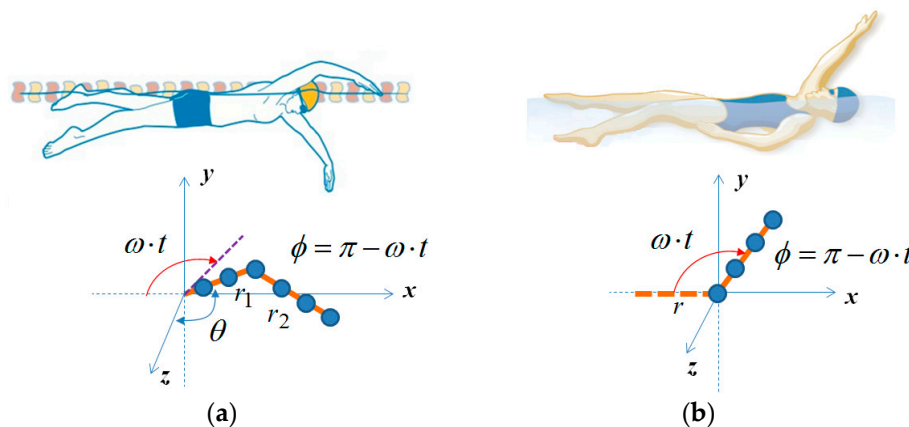 y
ω · t
ϕ = π − ω · t
r₁
x
r₂
θ
z
(a)
y
ω · t
ϕ = π − ω · t
x
r
z
(b)